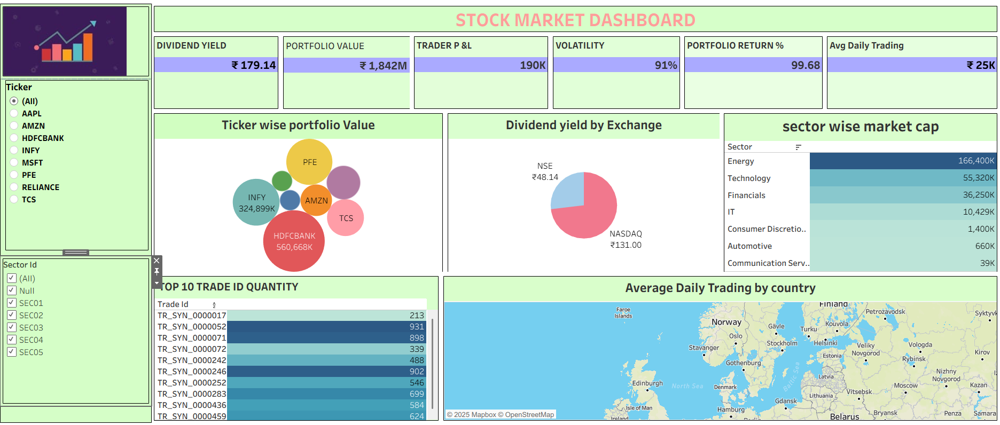 STOCK MARKET DASHBOARD
DIVIDEND YIELD
₹ 179.14
PORTFOLIO VALUE
₹ 1,842M
TRADER P &L
190K
VOLATILITY
91%
PORTFOLIO RETURN %
99.68
Avg Daily Trading
₹ 25K
Ticker
(All)
AAPL
AMZN
HDFCBANK
INFY
MSFT
PFE
RELIANCE
TCS
Sector Id
(All)
Null
SEC01
SEC02
SEC03
SEC04
SEC05
Ticker wise portfolio Value
PFE
INFY
324,899K
AMZN
TCS
HDFCBANK
560,668K
Dividend yield by Exchange
NSE
₹48.14
NASDAQ
₹131.00
sector wise market cap
Sector
Energy 166,400K
Technology 55,320K
Financials 36,250K
IT 10,429K
Consumer Discretio.. 1,400K
Automotive 660K
Communication Serv.. 39K
TOP 10 TRADE ID QUANTITY
Trade Id
TR_SYN_0000017 213
TR_SYN_0000052 931
TR_SYN_0000071 898
TR_SYN_0000072 339
TR_SYN_0000242 488
TR_SYN_0000246 902
TR_SYN_0000252 546
TR_SYN_0000283 699
TR_SYN_0000436 584
TR_SYN_0000459 624
Average Daily Trading by country
Faroe
Islands
Finland
Petrozavodsk
Syktyvk
Norway
Gävle
Kouvola
Turku
Oslo
Stockholm
Helsinki
Veliky
Novgorod
Vologda
Stavanger
Estonia
Rybinsk
Kirov
Gothenburg
Baltic Sea
Latvia
Nizhny
Novgorod
Edinburgh
North Sea
Denmark
Moscow
Kazan
Lithuania
Vitsebsk
Gdansk
Isle of Man
Hamburg
Bryansk
Penza
Samara
Ireland
Berlin
Belarus
© 2025 Mapbox © OpenStreetMap